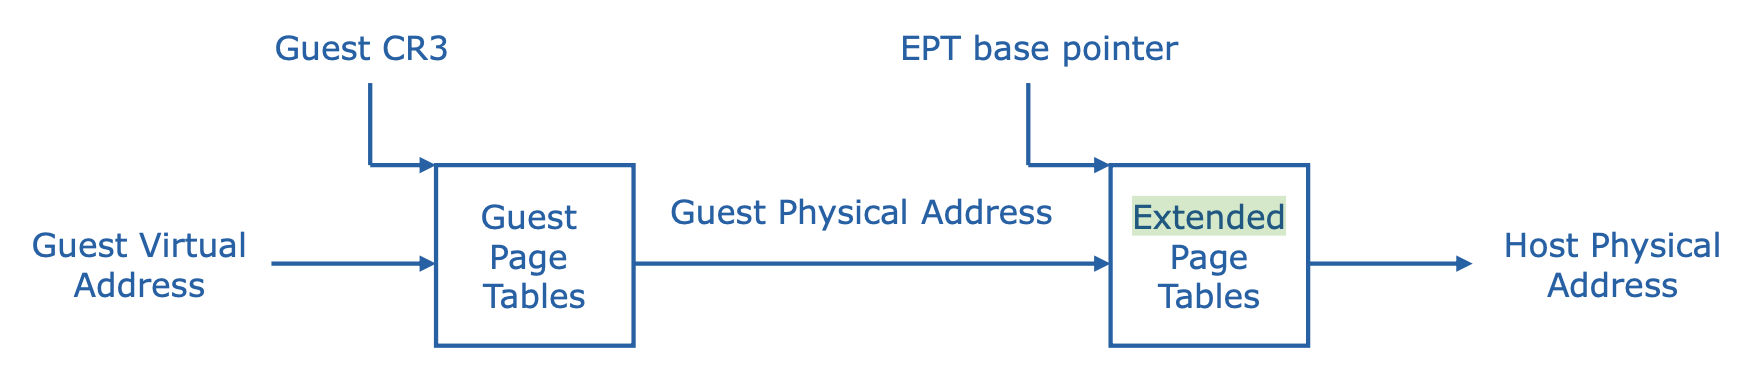 Guest CR3
EPT base pointer
Guest Virtual
Address
Guest
Page
Tables
Guest Physical Address
Extended
Page
Tables
Host Physical
Address